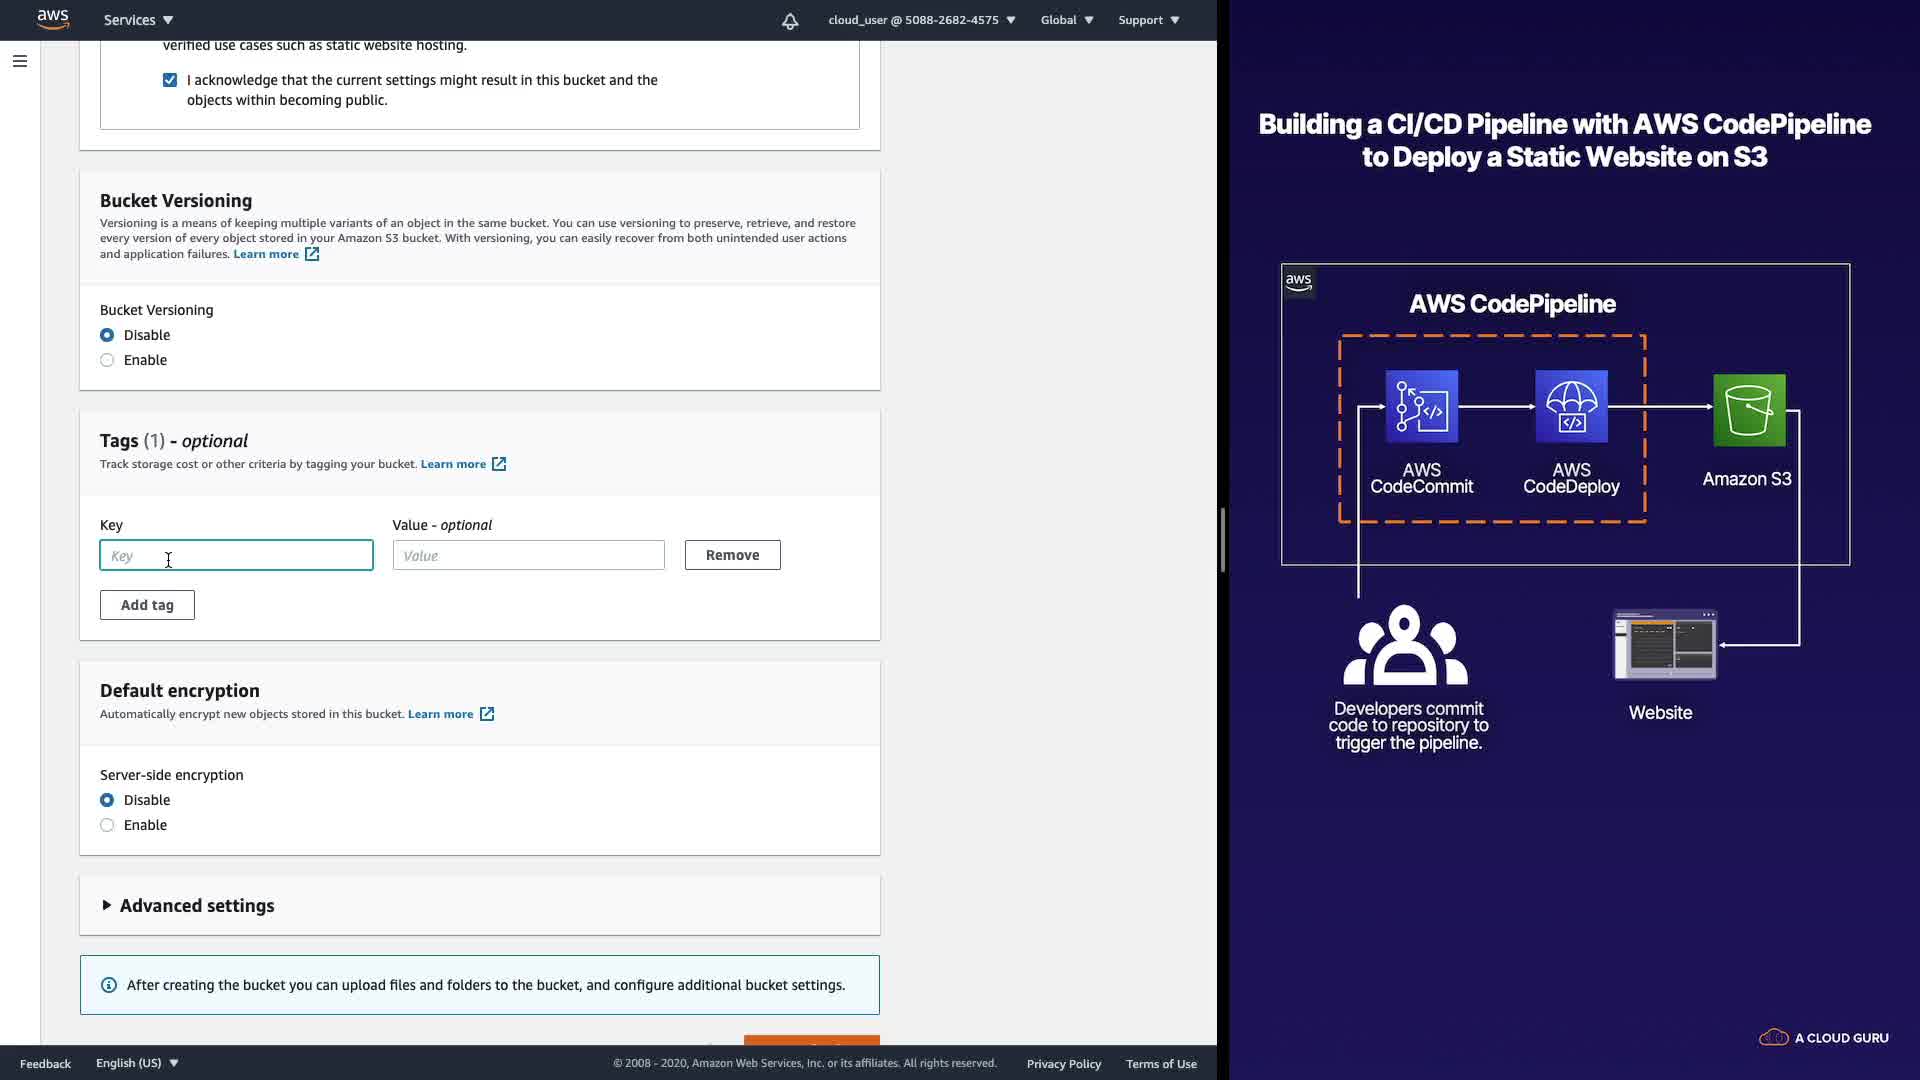 aws
Services
cloud_user @ 5088-2682-4575
Global
Support
verified use cases such as static website hosting.
I acknowledge that the current settings might result in this bucket and the
objects within becoming public.
Bucket Versioning
Versioning is a means of keeping multiple variants of an object in the same bucket. You can use versioning to preserve, retrieve, and restore
every version of every object stored in your Amazon S3 bucket. With versioning, you can easily recover from both unintended user actions
and application failures. Learn more
Bucket Versioning
Disable
Enable
Tags (1) - optional
Track storage cost or other criteria by tagging your bucket. Learn more
Key
Value - optional
Key
Value
Remove
Add tag
Default encryption
Automatically encrypt new objects stored in this bucket. Learn more
Server-side encryption
Disable
Enable
Advanced settings
After creating the bucket you can upload files and folders to the bucket, and configure additional bucket settings.
Feedback
English (US)
© 2008 - 2020, Amazon Web Services, Inc. or its affiliates. All rights reserved.
Privacy Policy
Terms of Use
Building a CI/CD Pipeline with AWS CodePipeline
to Deploy a Static Website on S3
aws
AWS CodePipeline
AWS
CodeCommit
AWS
CodeDeploy
Amazon S3
Developers commit
code to repository to
trigger the pipeline.
Website
A CLOUD GURU